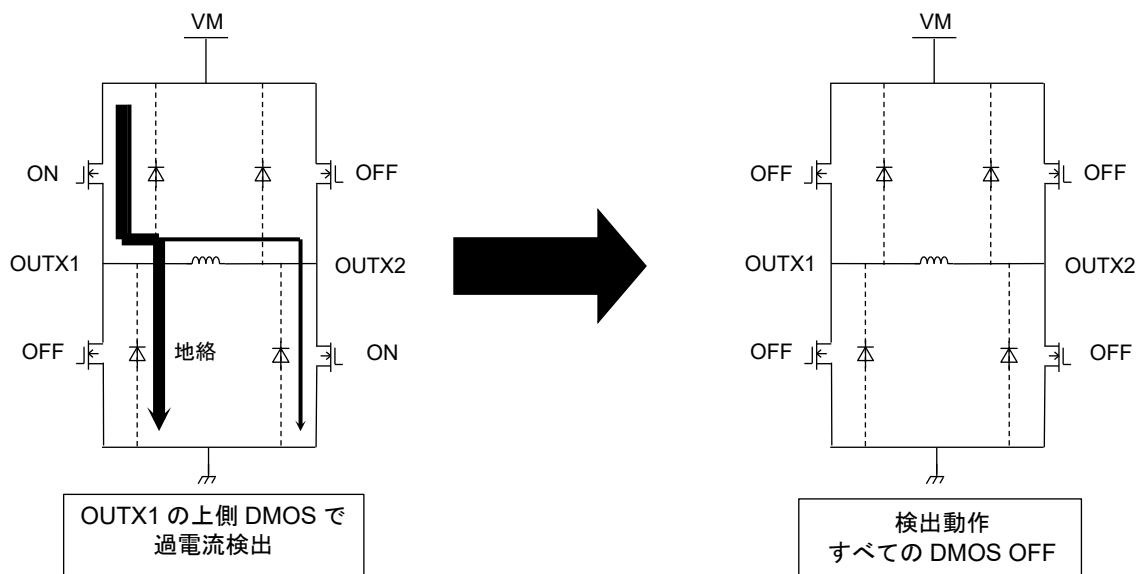 VM
ON
OFF
OUTX1
OUTX2
OFF
地絡
ON
OUTX1 の上側 DMOS で
過電流検出
VM
OFF
OFF
OUTX1
OUTX2
OFF
OFF
検出動作
すべての DMOS OFF